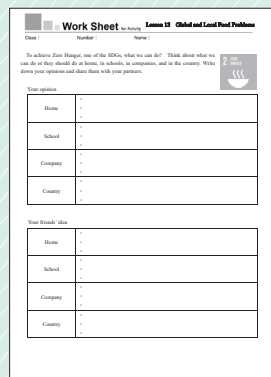 Work Sheet for Activity Lesson 13 Global and Local Food Problems
Class : Number : Name :
To achieve Zero Hunger, one of the SDGs, what we can do? Think about what we
can do or they should do at home, in schools, in companies, and in the country. Write
down your opinions and share them with your partners.
2 ZERO HUNGER
Your opinion
Home
School
Company
Country
Your friends' idea
Home
School
Company
Country